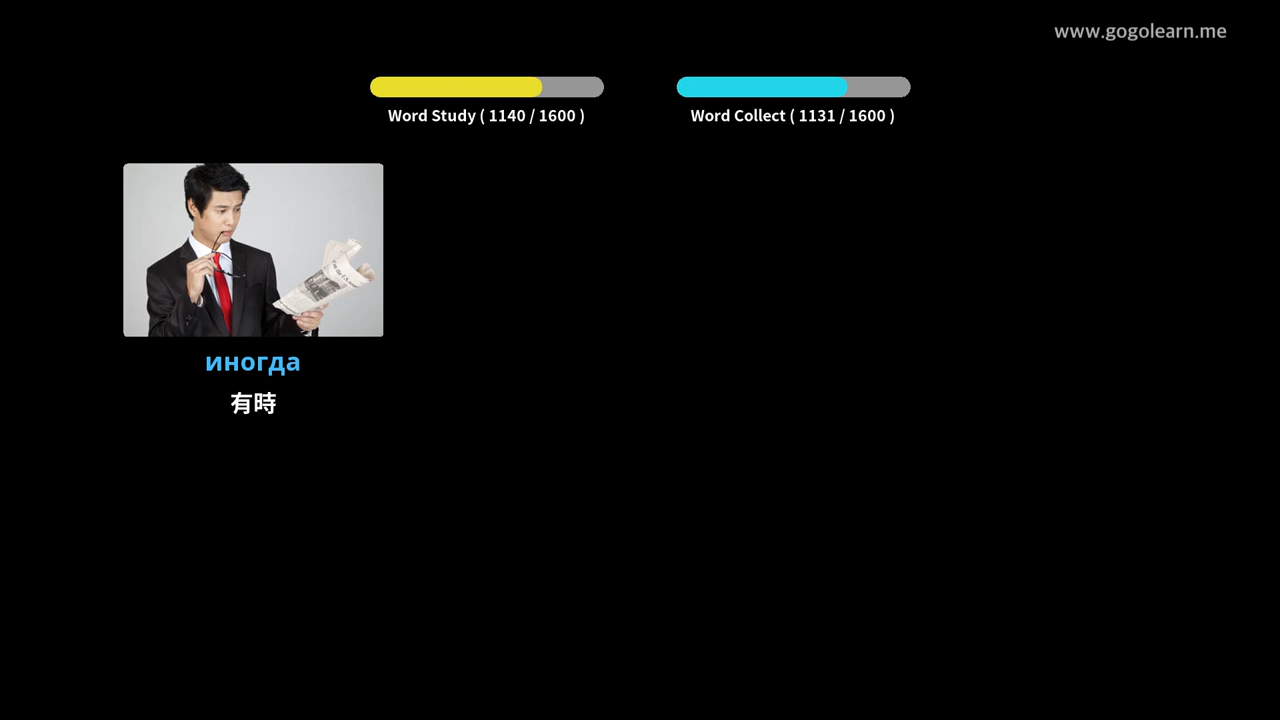 www.gogolearn.me
Word Study ( 1140 / 1600 )
Word Collect ( 1131 / 1600 )
иногда
有時